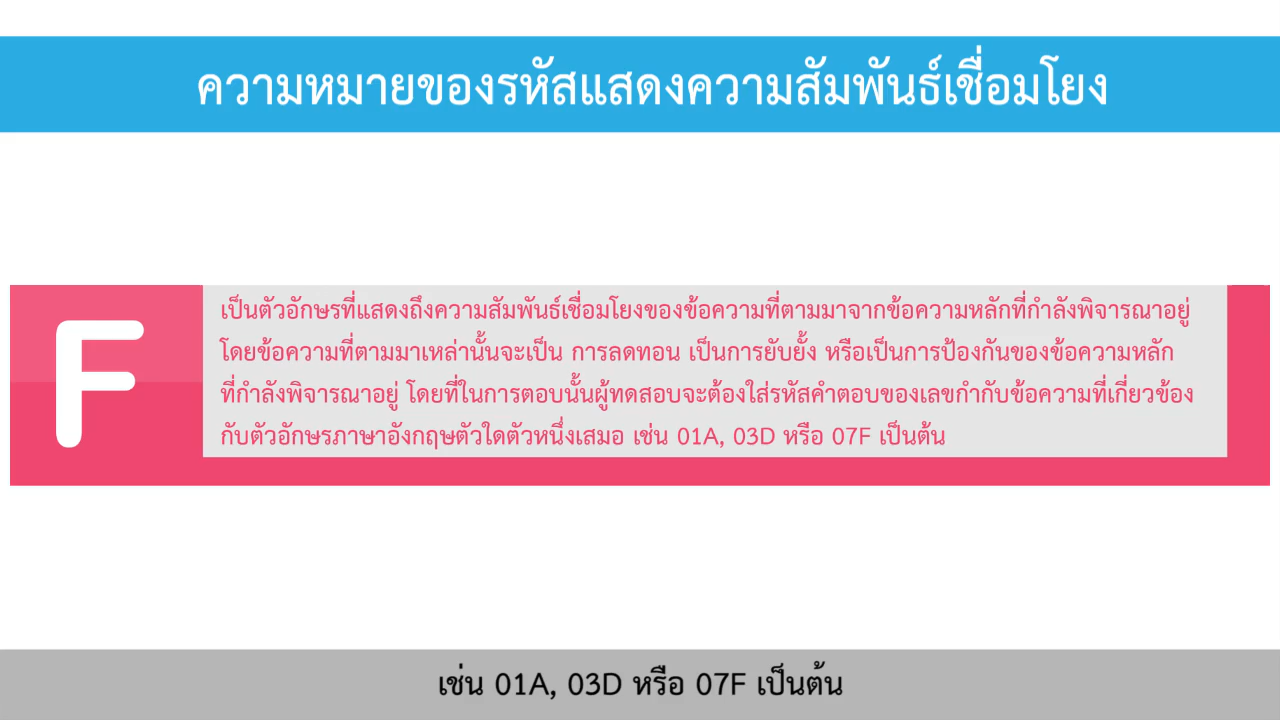 ความหมายของรหัสแสดงความสัมพันธ์เชื่อมโยง
F
เป็นตัวอักษรที่แสดงถึงความสัมพันธ์เชื่อมโยงของข้อความที่ตามมาจากข้อความหลักที่กำลังพิจารณาอยู่
โดยข้อความที่ตามมาเหล่านั้นจะเป็น การลดทอน เป็นการยับยั้ง หรือเป็นการป้องกันของข้อความหลัก
ที่กำลังพิจารณาอยู่ โดยที่ในการตอบนั้นผู้ทดสอบจะต้องใส่รหัสคำตอบของเลขกำกับข้อความที่เกี่ยวข้อง
กับตัวอักษรภาษาอังกฤษตัวใดตัวหนึ่งเสมอ เช่น 01A, 03D หรือ 07F เป็นต้น
เช่น 01A, 03D หรือ 07F เป็นต้น